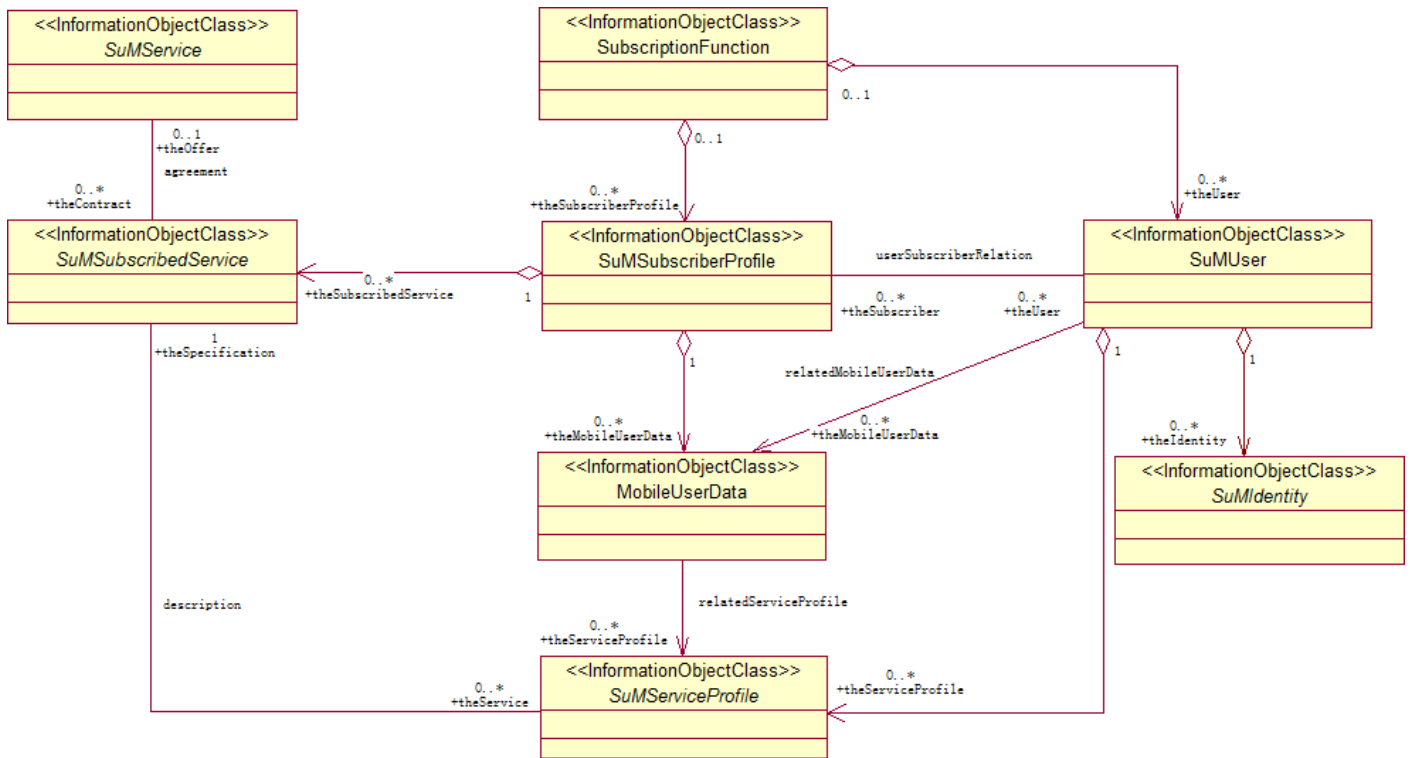 <<InformationObjectClass>>
SuMService
<<InformationObjectClass>>
SubscriptionFunction
0..1
0..1
+theOffer
agreement
0..*
+theContract
0..1
0..*
+theSubscriberProfile
0..*
+theUser
<<InformationObjectClass>>
SuMSubscribedService
<<InformationObjectClass>>
SuMSubscriberProfile
<<InformationObjectClass>>
SuMUser
userSubscriberRelation
0..*
+theSubscribedService
1
0..*
+theSubscriber
0..*
+theUser
1
+theSpecification
1
1
1
relatedMobileUserData
0..*
+theMobileUserData
0..*
+theMobileUserData
0..*
+theIdentity
<<InformationObjectClass>>
MobileUserData
<<InformationObjectClass>>
SuMIdentity
description
relatedServiceProfile
0..*
+theServiceProfile
<<InformationObjectClass>>
SuMServiceProfile
0..*
+theService
0..*
+theServiceProfile